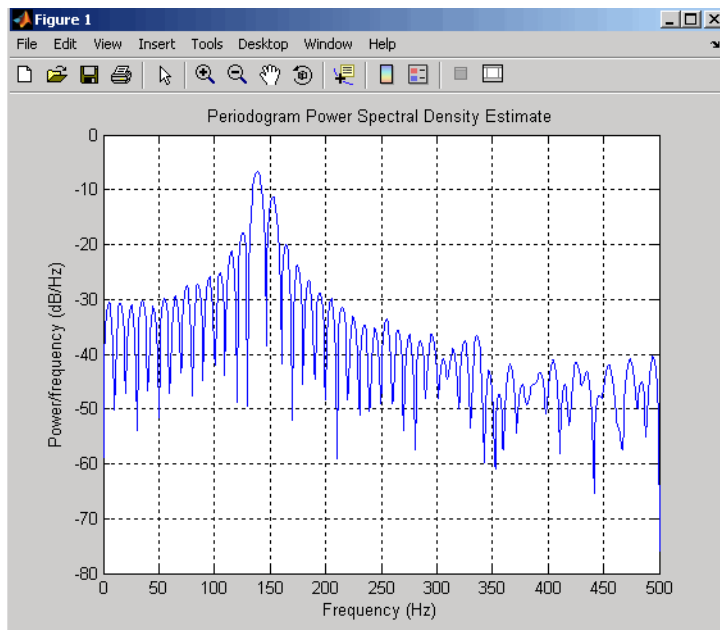 Figure 1
File Edit View Insert Tools Desktop Window Help
Periodogram Power Spectral Density Estimate
Power/frequency (dB/Hz)
0
-10
-20
-30
-40
-50
-60
-70
-80
0 50 100 150 200 250 300 350 400 450 500
Frequency (Hz)